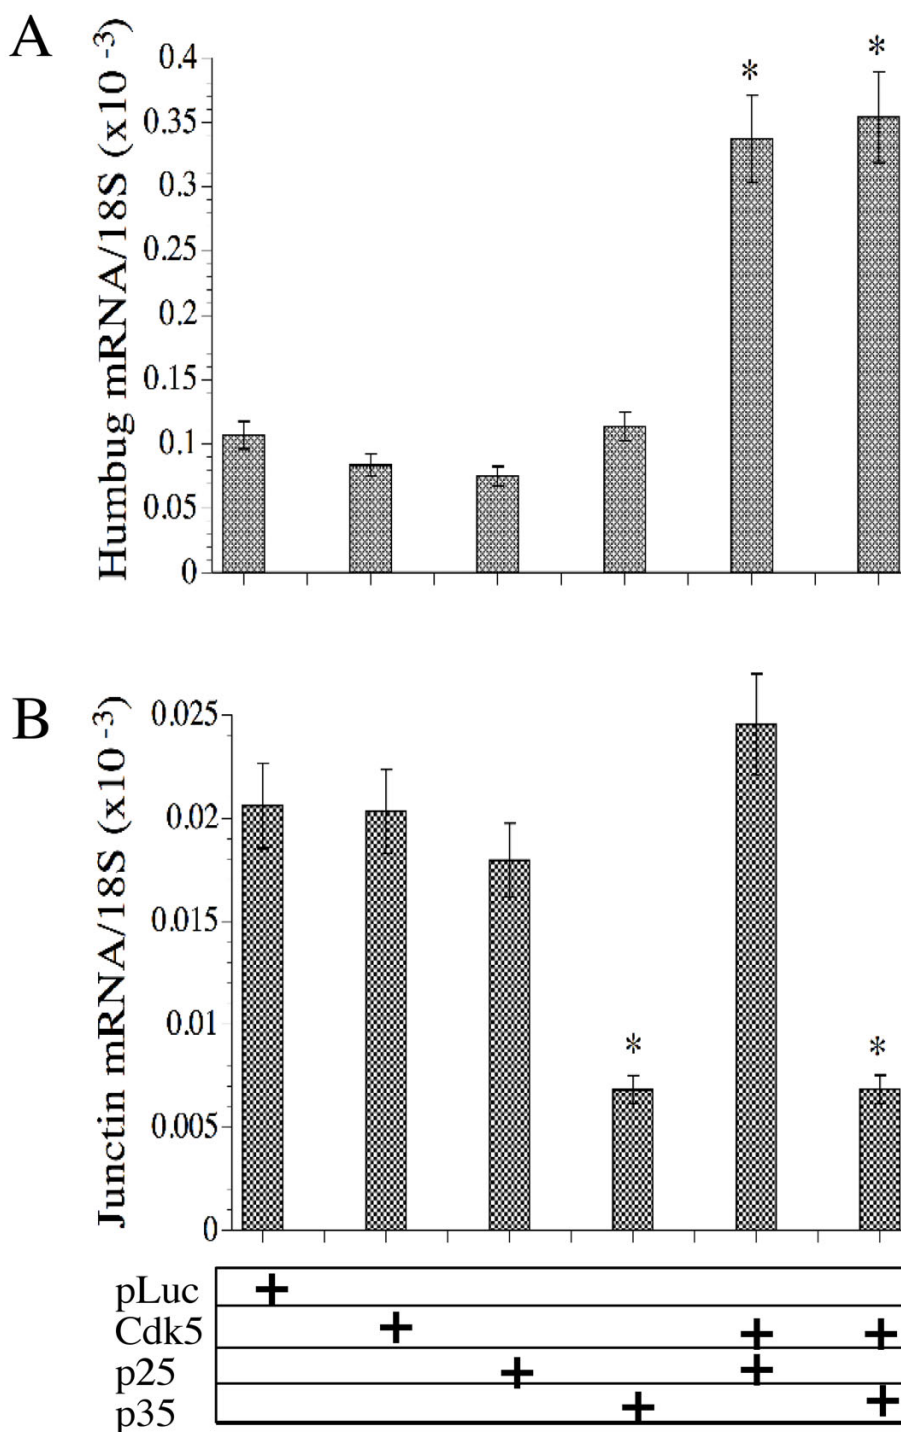 A
Humbug mRNA/18S (x10 -3)
0.4
0.35
0.3
0.25
0.2
0.15
0.1
0.05
0
*
*
B
Junctin mRNA/18S (x10 -3)
0.025
0.02
0.015
0.01
0.005
0
*
*
pLuc +
Cdk5 + + +
p25 + +
p35 + +